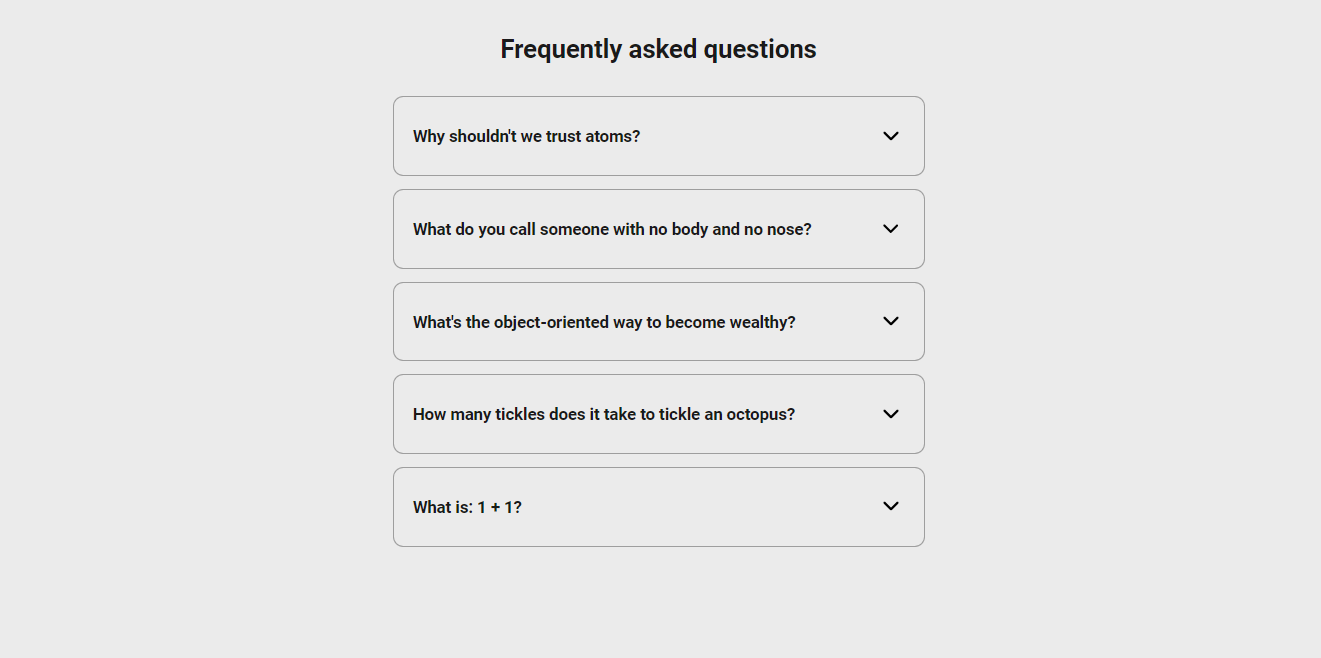 Frequently asked questions
Why shouldn't we trust atoms?
What do you call someone with no body and no nose?
What's the object-oriented way to become wealthy?
How many tickles does it take to tickle an octopus?
What is: 1 + 1?